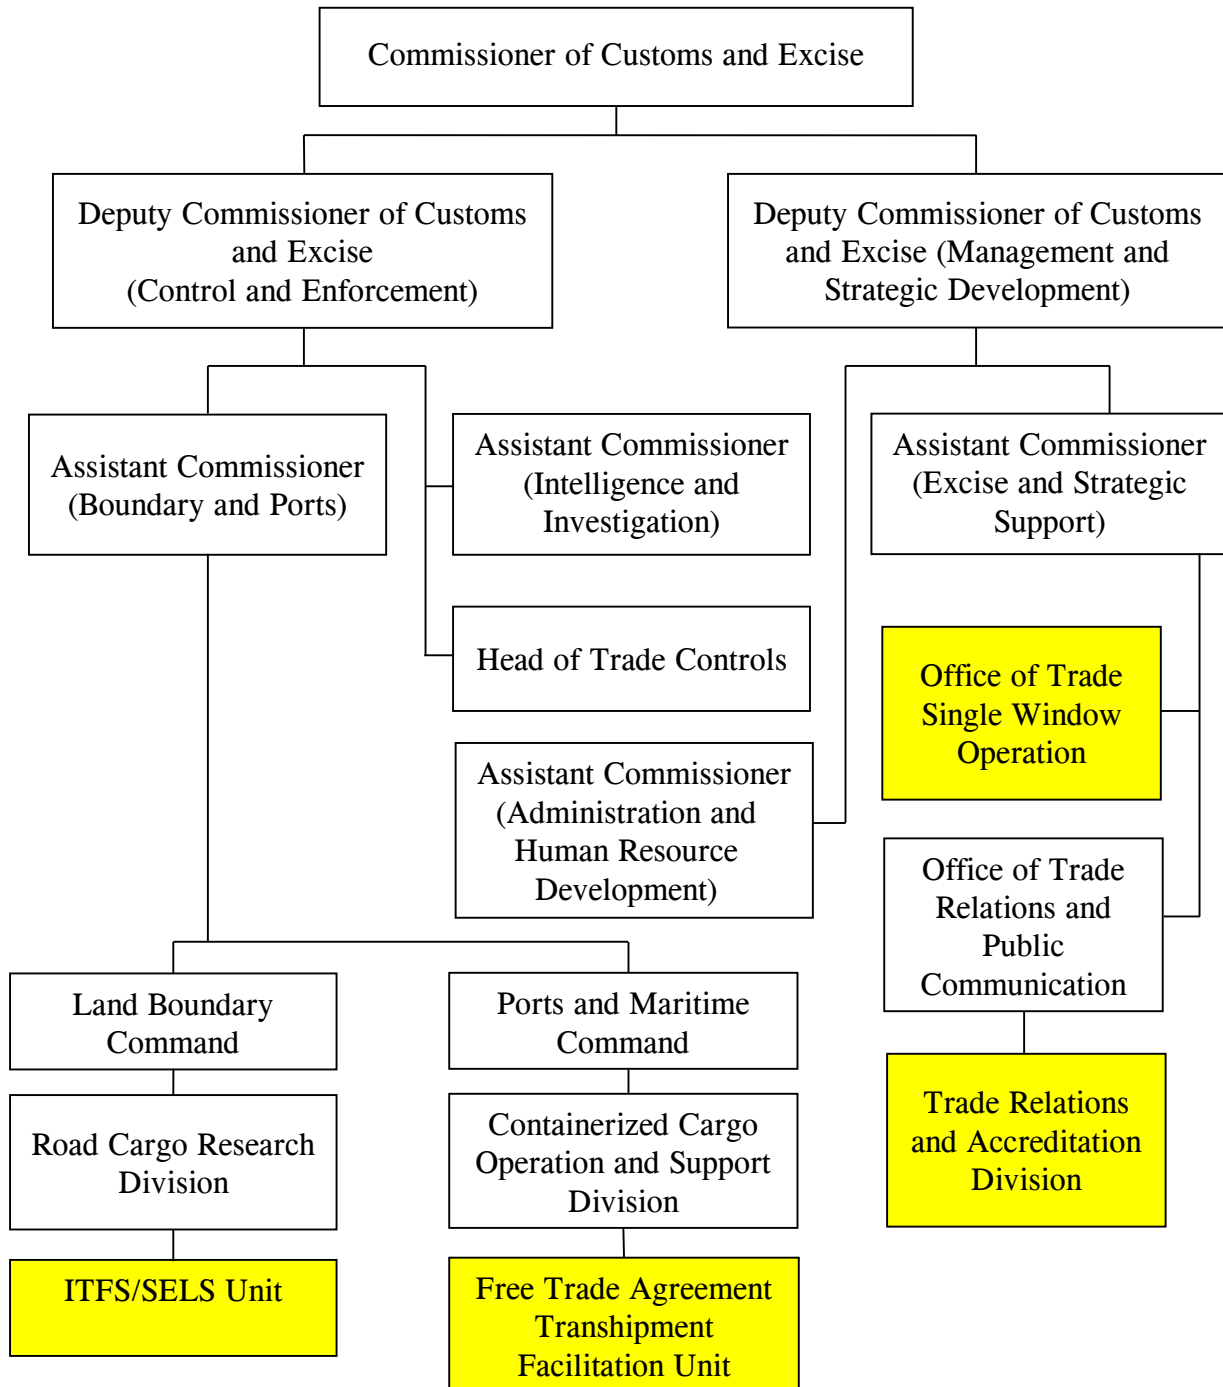 Commissioner of Customs and Excise
Deputy Commissioner of Customs
and Excise
(Control and Enforcement)
Deputy Commissioner of Customs
and Excise (Management and
Strategic Development)
Assistant Commissioner
(Boundary and Ports)
Assistant Commissioner
(Intelligence and
Investigation)
Assistant Commissioner
(Excise and Strategic
Support)
Head of Trade Controls
Office of Trade
Single Window
Operation
Assistant Commissioner
(Administration and
Human Resource
Development)
Office of Trade
Relations and
Public
Communication
Land Boundary
Command
Ports and Maritime
Command
Trade Relations
and Accreditation
Division
Road Cargo Research
Division
Containerized Cargo
Operation and Support
Division
ITFS/SELS Unit
Free Trade Agreement
Transhipment
Facilitation Unit